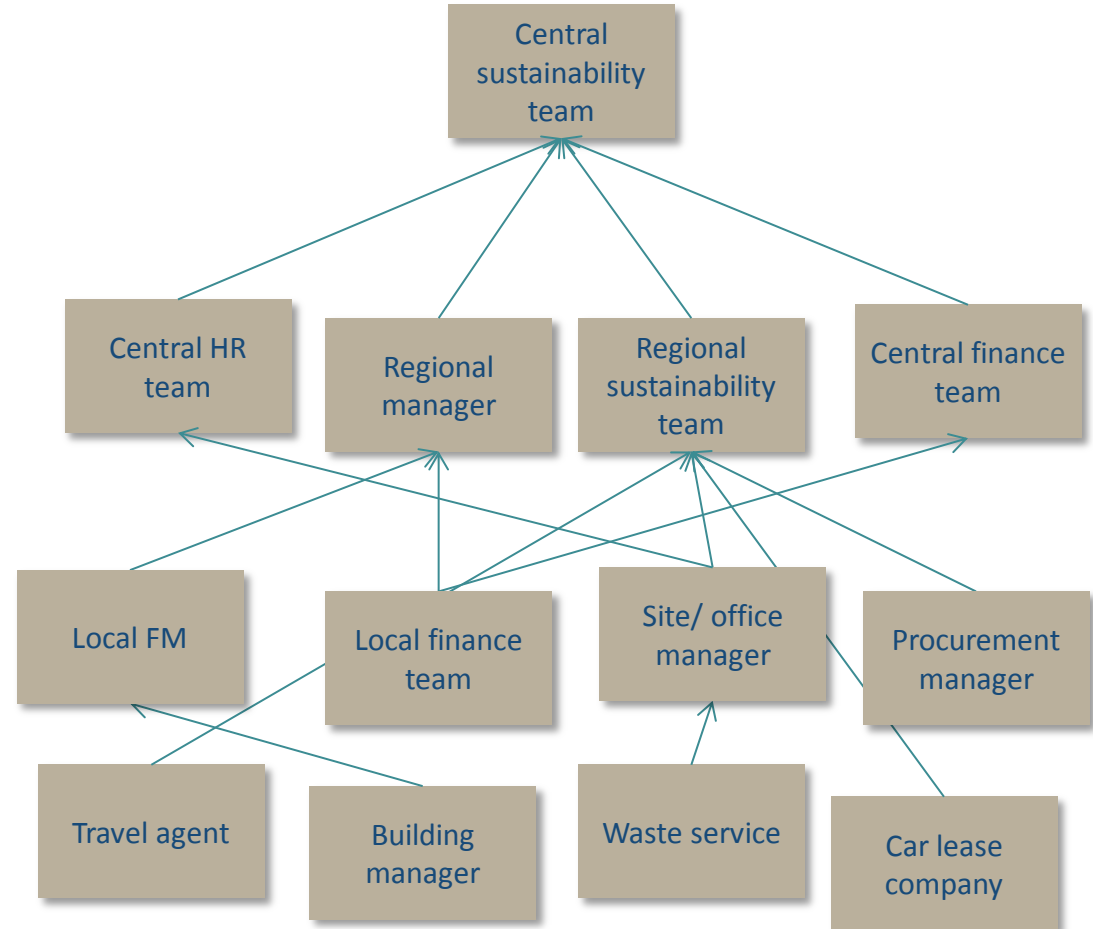 Central
sustainability
team
Central HR
team
Regional
manager
Regional
sustainability
team
Central finance
team
Local FM
Local finance
team
Site/ office
manager
Procurement
manager
Travel agent
Building
manager
Waste service
Car lease
company